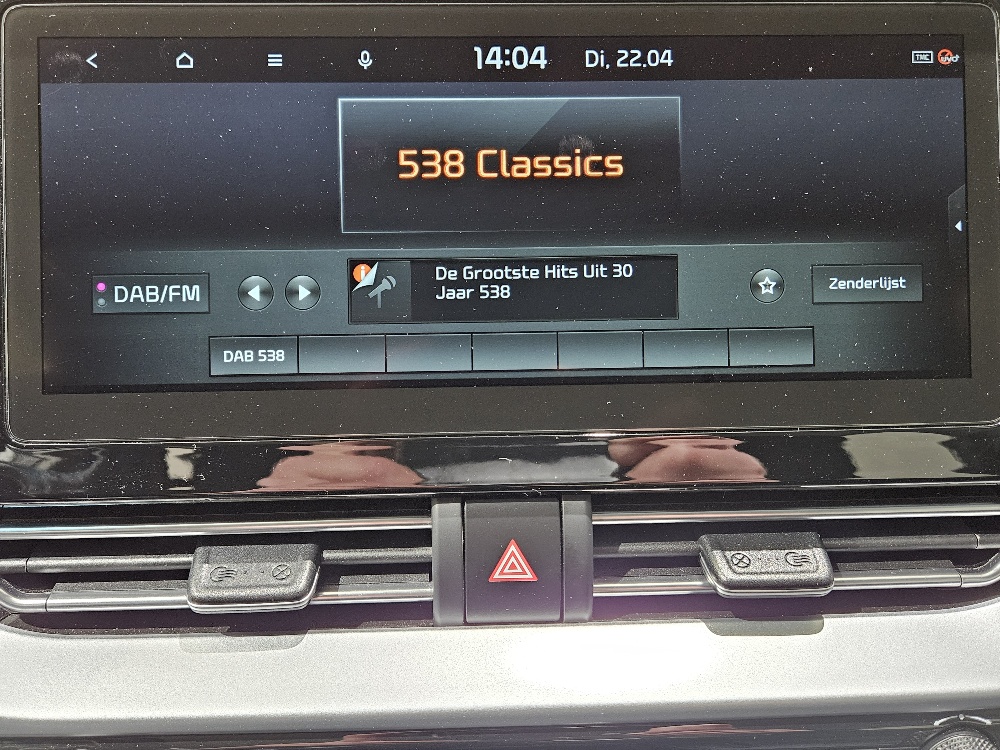 14:04 Di, 22.04 TMC
538 Classics
DAB/FM
De Grootste Hits Uit 30
Jaar 538
Zenderlijst
DAB 538